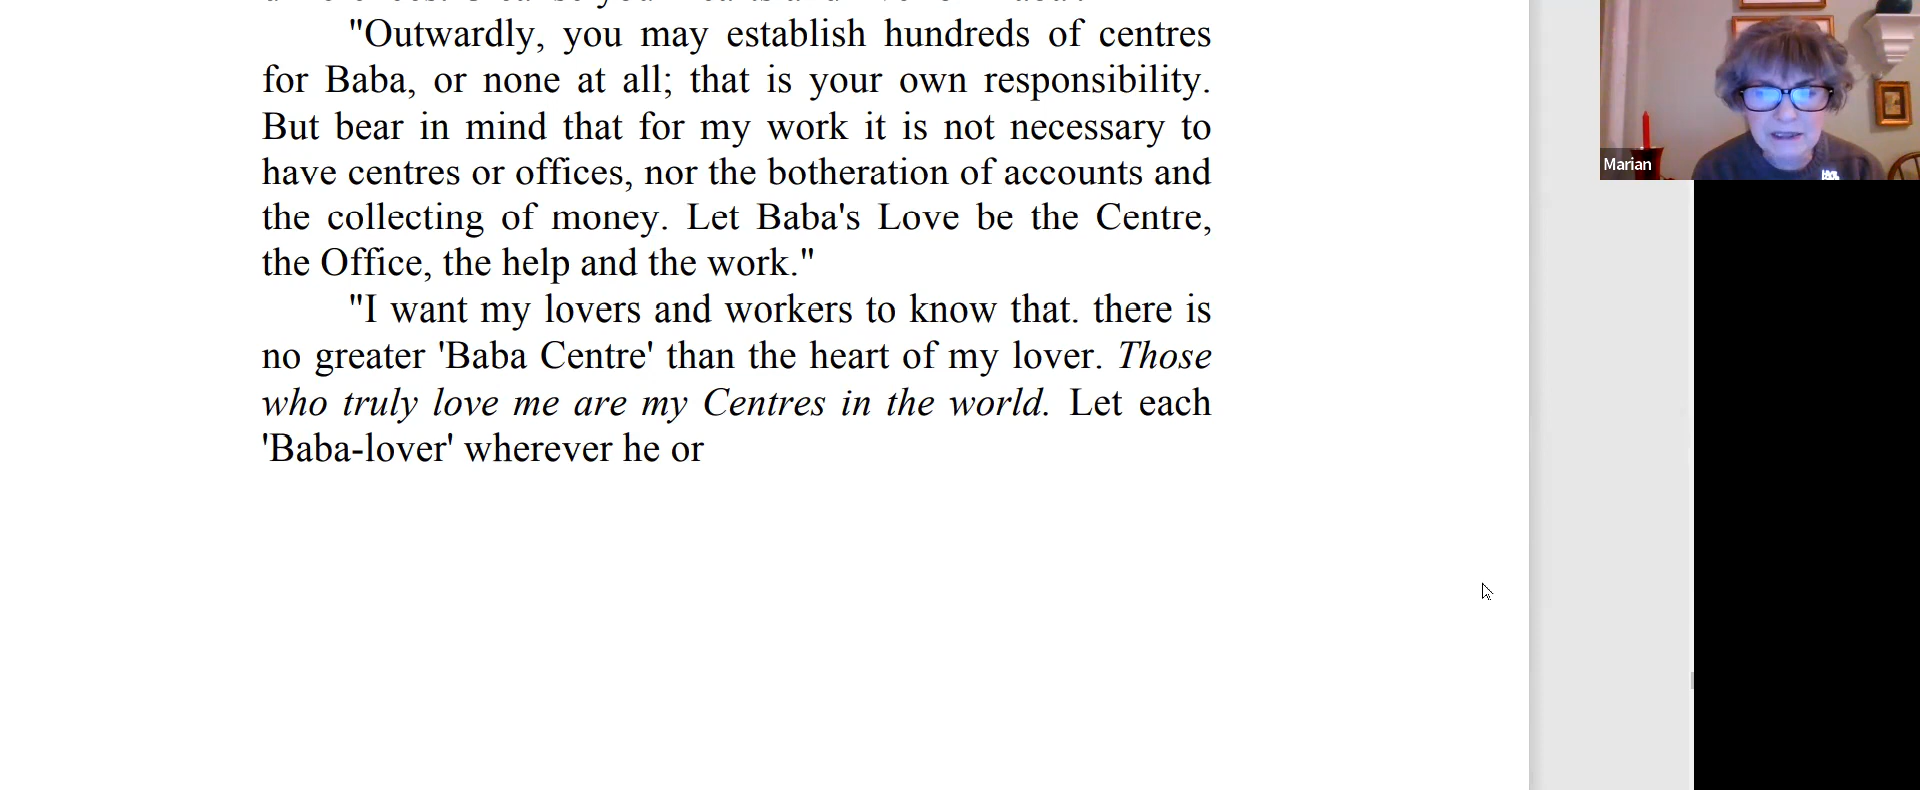 "Outwardly, you may establish hundreds of centres
for Baba, or none at all; that is your own responsibility.
But bear in mind that for my work it is not necessary to
have centres or offices, nor the botheration of accounts and
the collecting of money. Let Baba's Love be the Centre,
the Office, the help and the work."
"I want my lovers and workers to know that. there is
no greater 'Baba Centre' than the heart of my lover. Those
who truly love me are my Centres in the world. Let each
'Baba-lover' wherever he or
Marian